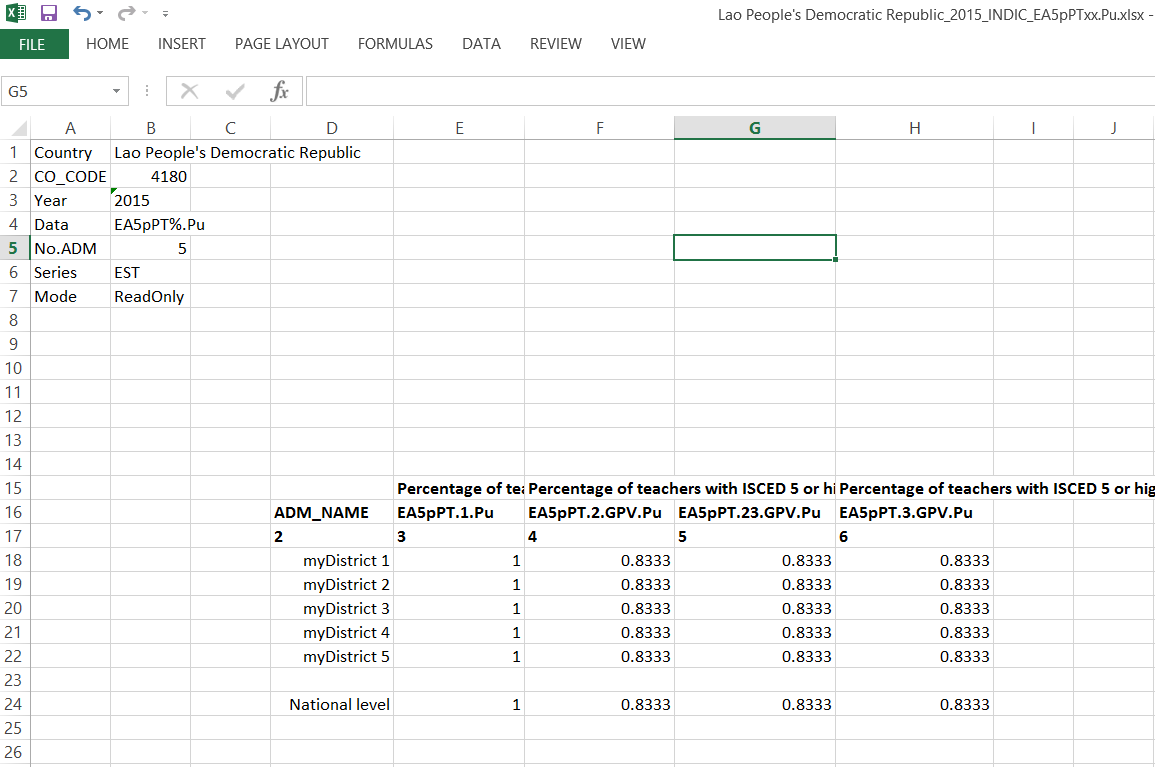 Lao People's Democratic Republic_2015_INDIC_EA5pPTxx.Pu.xlsx -
FILE HOME INSERT PAGE LAYOUT FORMULAS DATA REVIEW VIEW
G5 fx
A B C D E F G H I J
1 Country Lao People's Democratic Republic
2 CO_CODE 4180
3 Year 2015
4 Data EA5pPT%.Pu
5 No.ADM 5
6 Series EST
7 Mode ReadOnly
8
9
10
11
12
13
14
15 Percentage of tea Percentage of teachers with ISCED 5 or hi Percentage of teachers with ISCED 5 or hig
16 ADM_NAME EA5pPT.1.Pu EA5pPT.2.GPV.Pu EA5pPT.23.GPV.Pu EA5pPT.3.GPV.Pu
17 2 3 4 5 6
18 myDistrict 1 1 0.8333 0.8333 0.8333
19 myDistrict 2 1 0.8333 0.8333 0.8333
20 myDistrict 3 1 0.8333 0.8333 0.8333
21 myDistrict 4 1 0.8333 0.8333 0.8333
22 myDistrict 5 1 0.8333 0.8333 0.8333
23
24 National level 1 0.8333 0.8333 0.8333
25
26